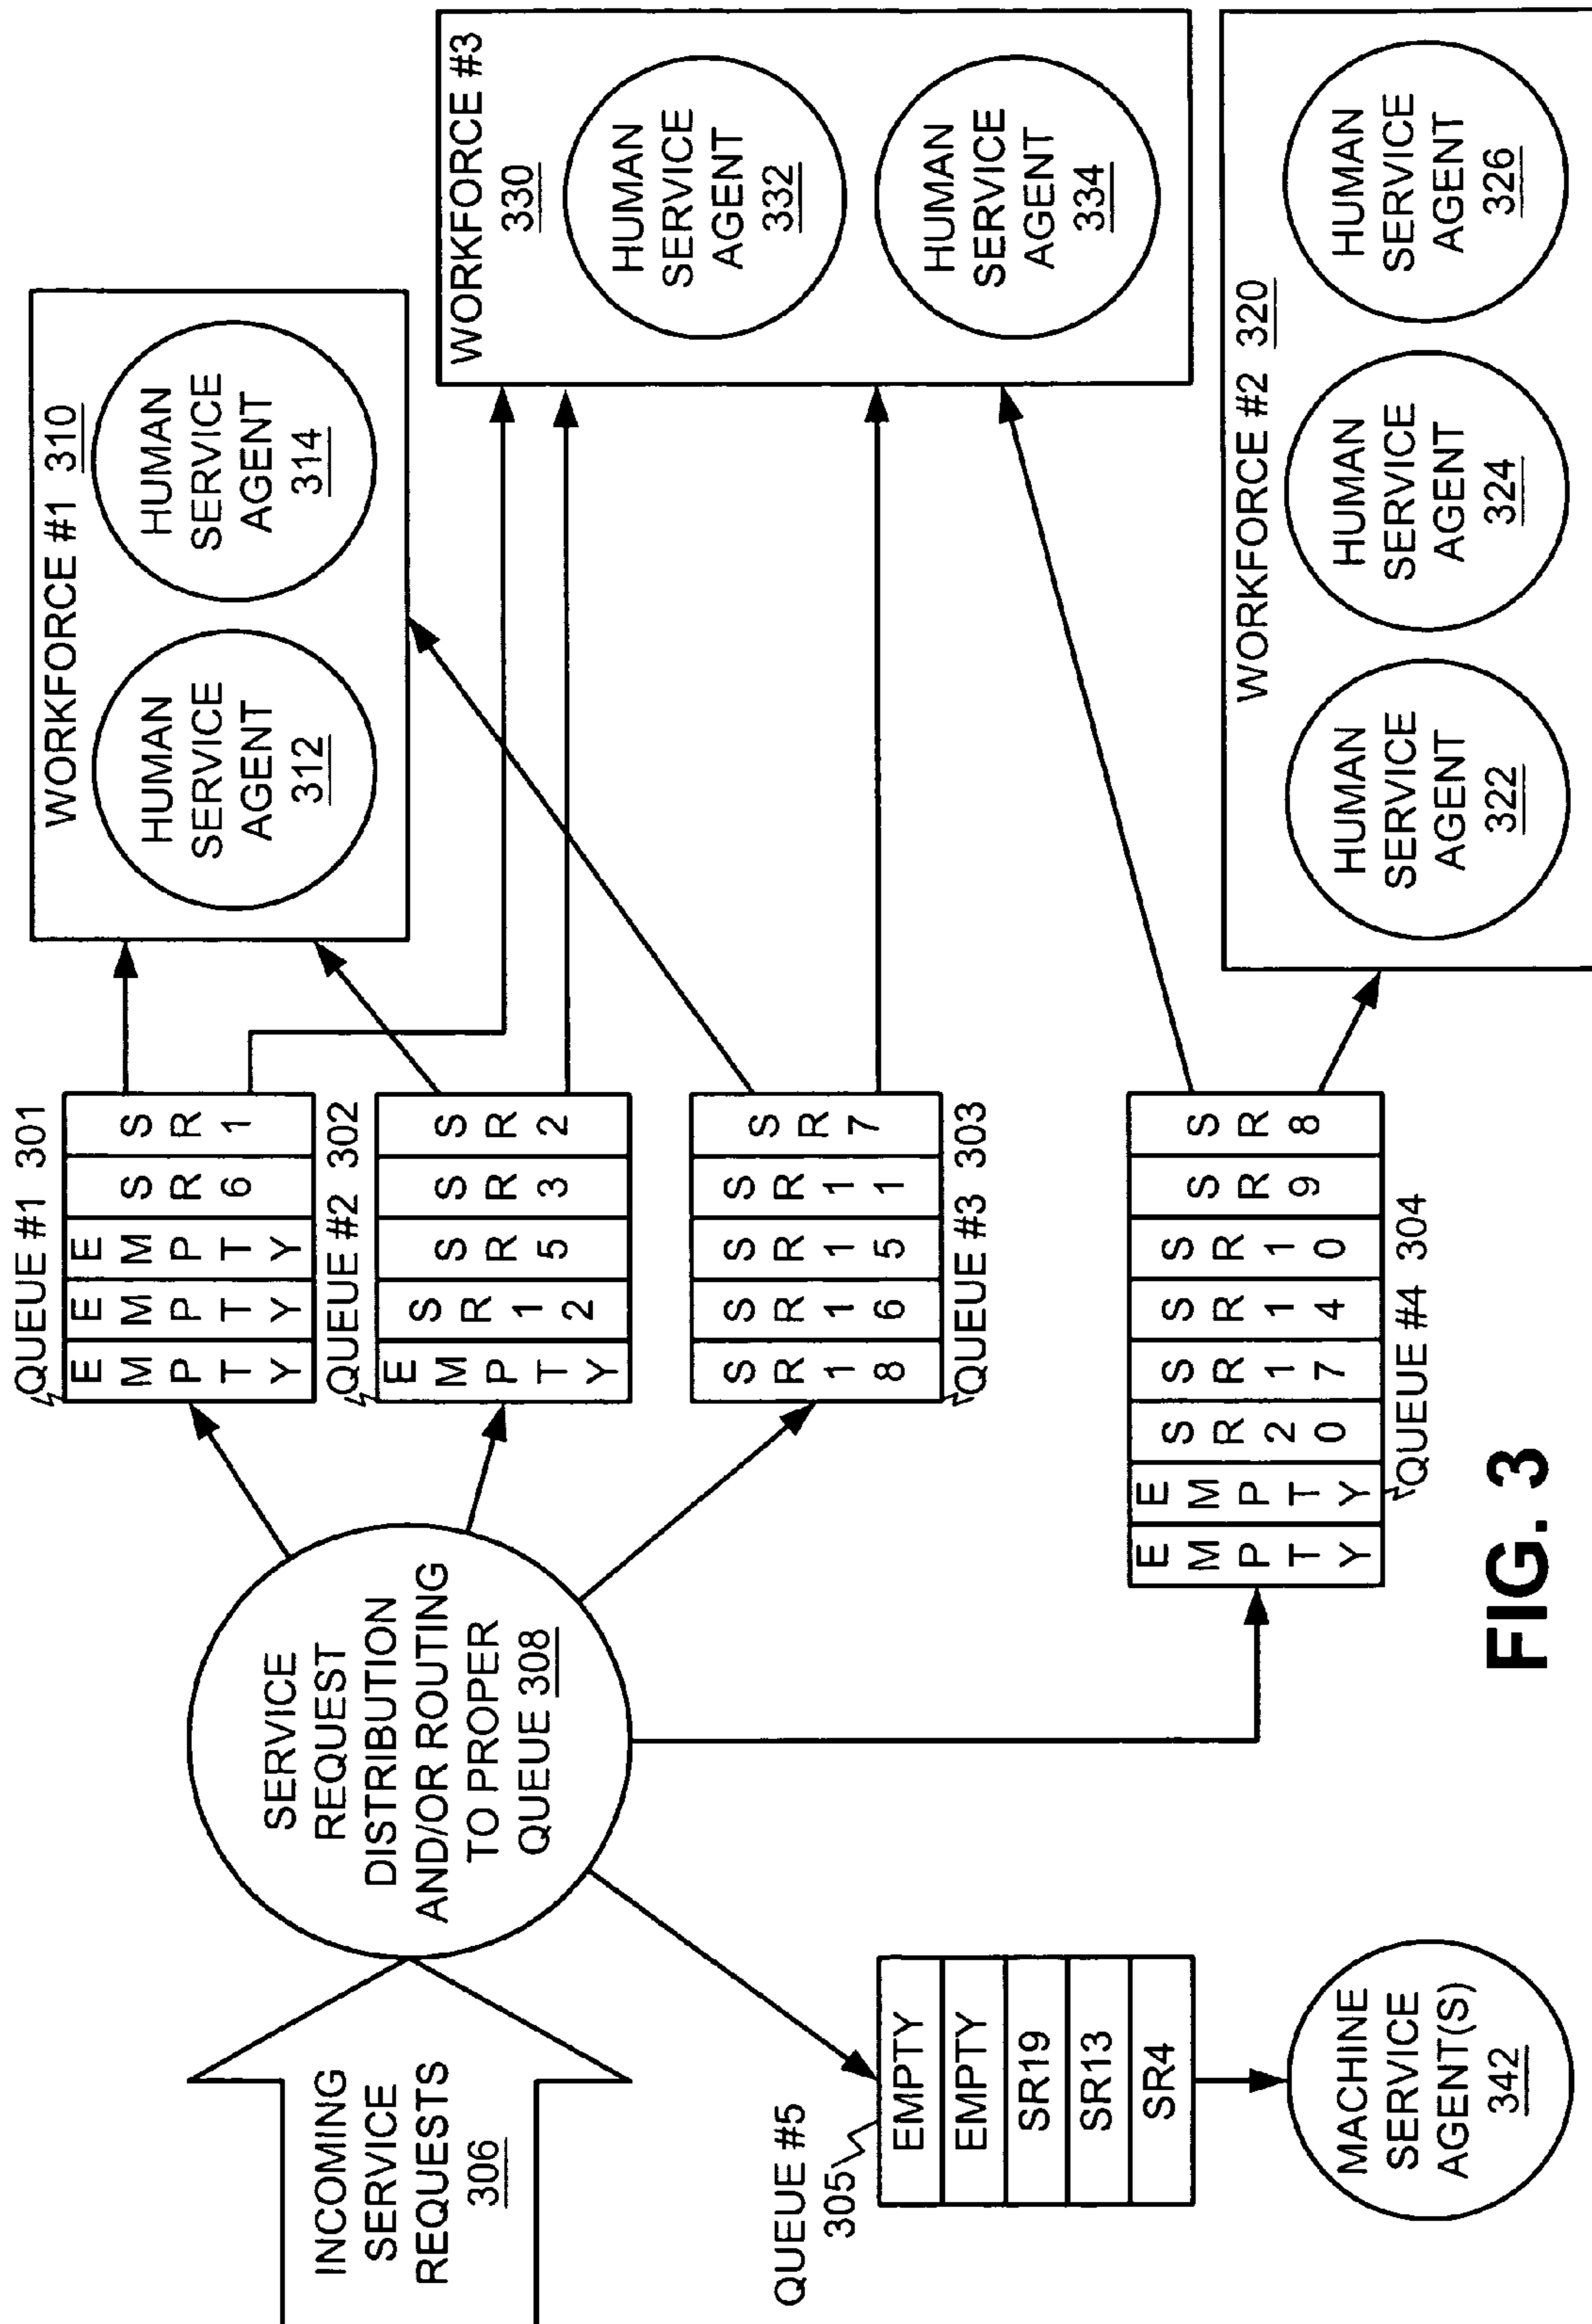 INCOMING
SERVICE
REQUESTS
306
SERVICE
REQUEST
DISTRIBUTION
AND/OR ROUTING
TO PROPER
QUEUE 308
QUEUE #1 301
EMPTY
EMPTY
EMPTY
SR6
SR1
QUEUE #2 302
EMPTY
SR12
SR5
SR3
SR2
SR18
SR16
SR15
SR11
SR7
QUEUE #3 303
EMPTY
EMPTY
SR20
SR17
SR14
SR10
SR9
SR8
QUEUE #4 304
QUEUE #5
305
EMPTY
EMPTY
SR19
SR13
SR4
MACHINE
SERVICE
AGENT(S)
342
WORKFORCE #1 310
HUMAN
SERVICE
AGENT
312
HUMAN
SERVICE
AGENT
314
WORKFORCE #3
330
HUMAN
SERVICE
AGENT
332
HUMAN
SERVICE
AGENT
334
WORKFORCE #2 320
HUMAN
SERVICE
AGENT
322
HUMAN
SERVICE
AGENT
324
HUMAN
SERVICE
AGENT
326
FIG. 3